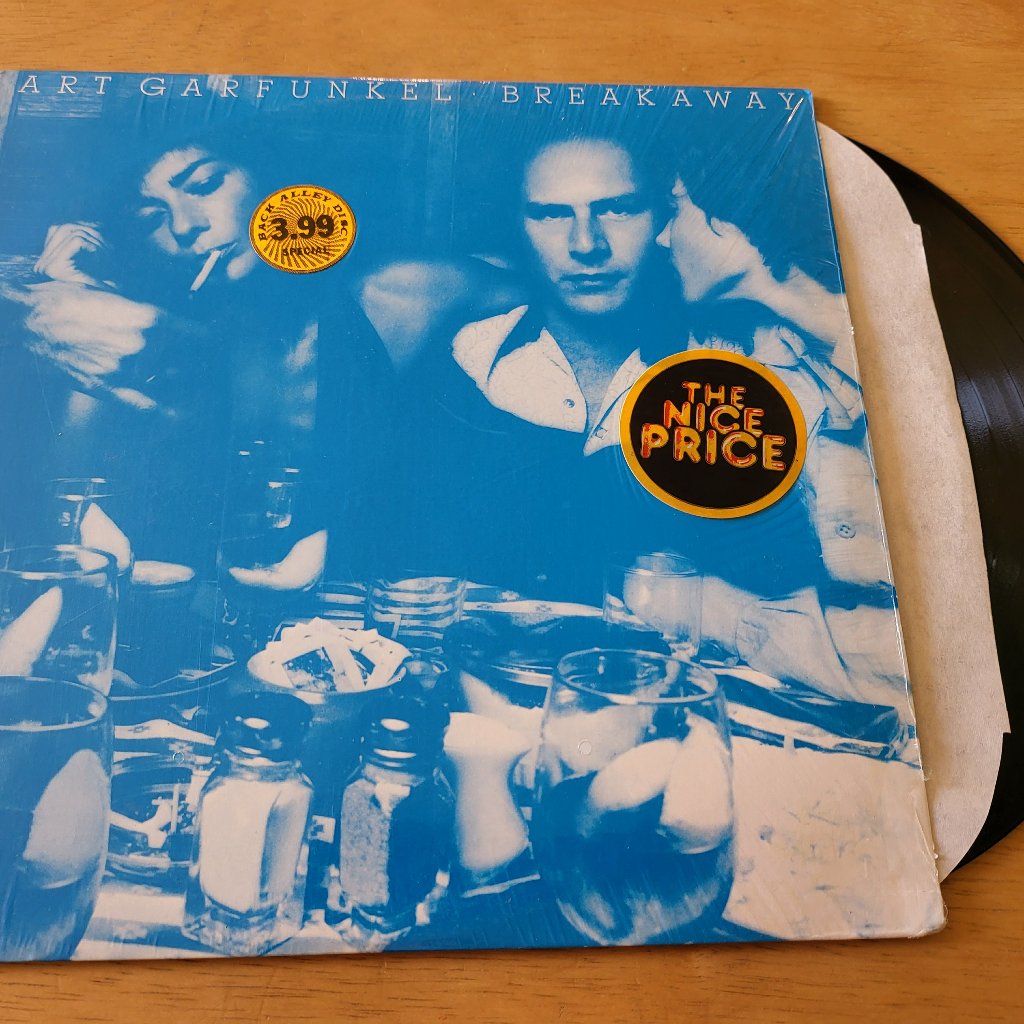 ART GARFUNKEL · BREAKAWAY
BACK ALLEY DISC
3.99
SPECIAL
THE
NICE
PRICE